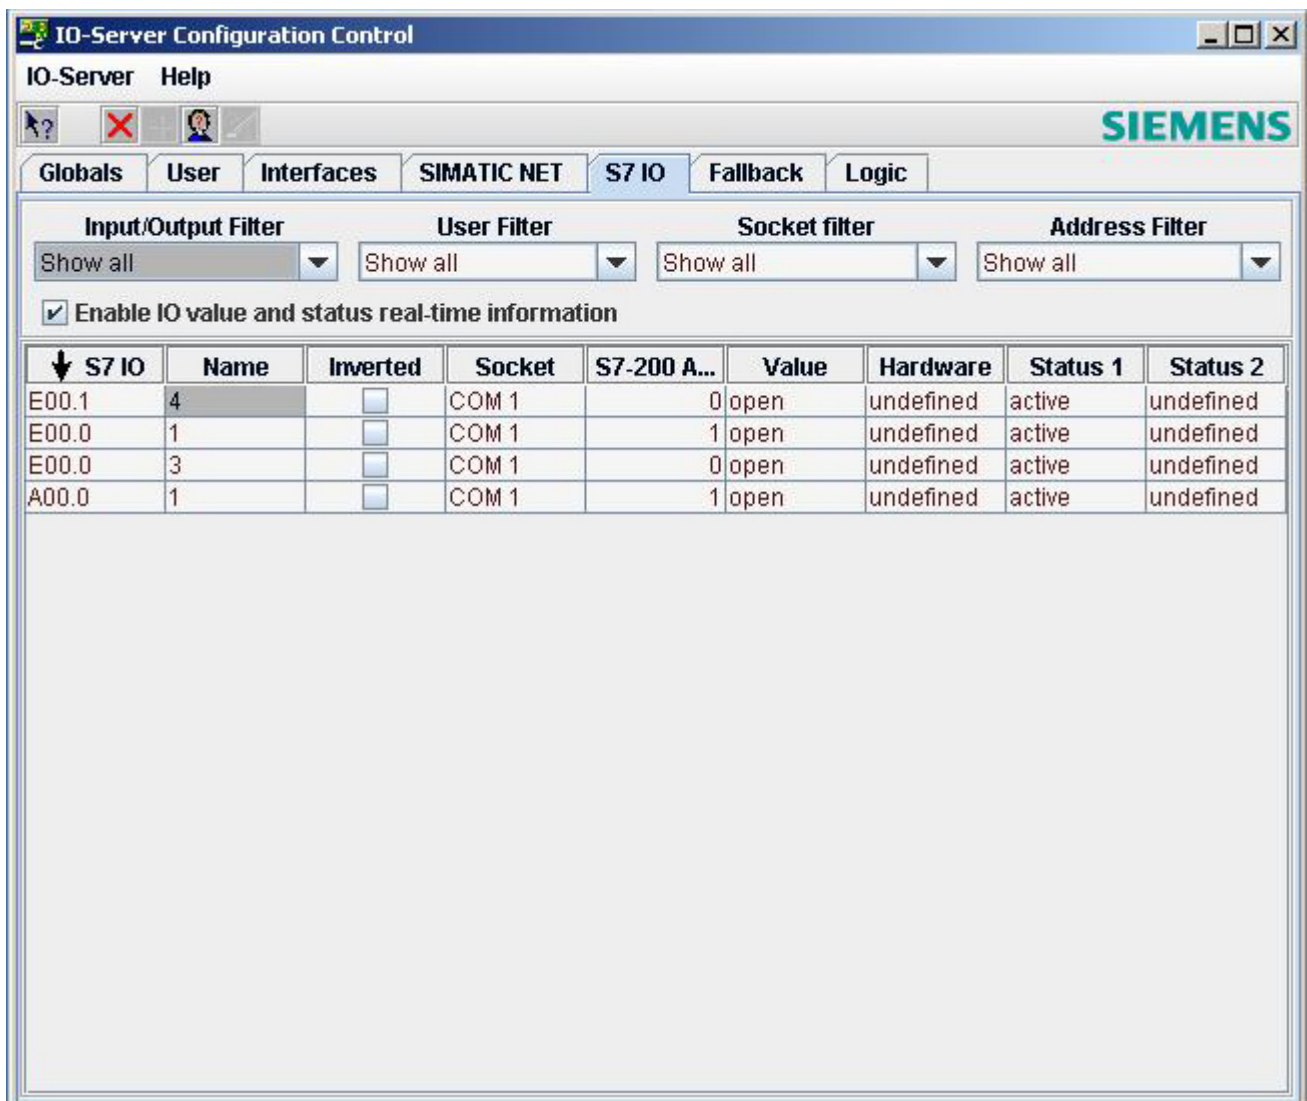 IO-Server Configuration Control
IO-Server Help
SIEMENS
Globals User Interfaces SIMATIC NET S7 IO Fallback Logic
Input/Output Filter User Filter Socket filter Address Filter
Show all Show all Show all Show all
Enable IO value and status real-time information
S7 IO Name Inverted Socket S7-200 A... Value Hardware Status 1 Status 2
E00.1 4 COM 1 0 open undefined active undefined
E00.0 1 COM 1 1 open undefined active undefined
E00.0 3 COM 1 0 open undefined active undefined
A00.0 1 COM 1 1 open undefined active undefined